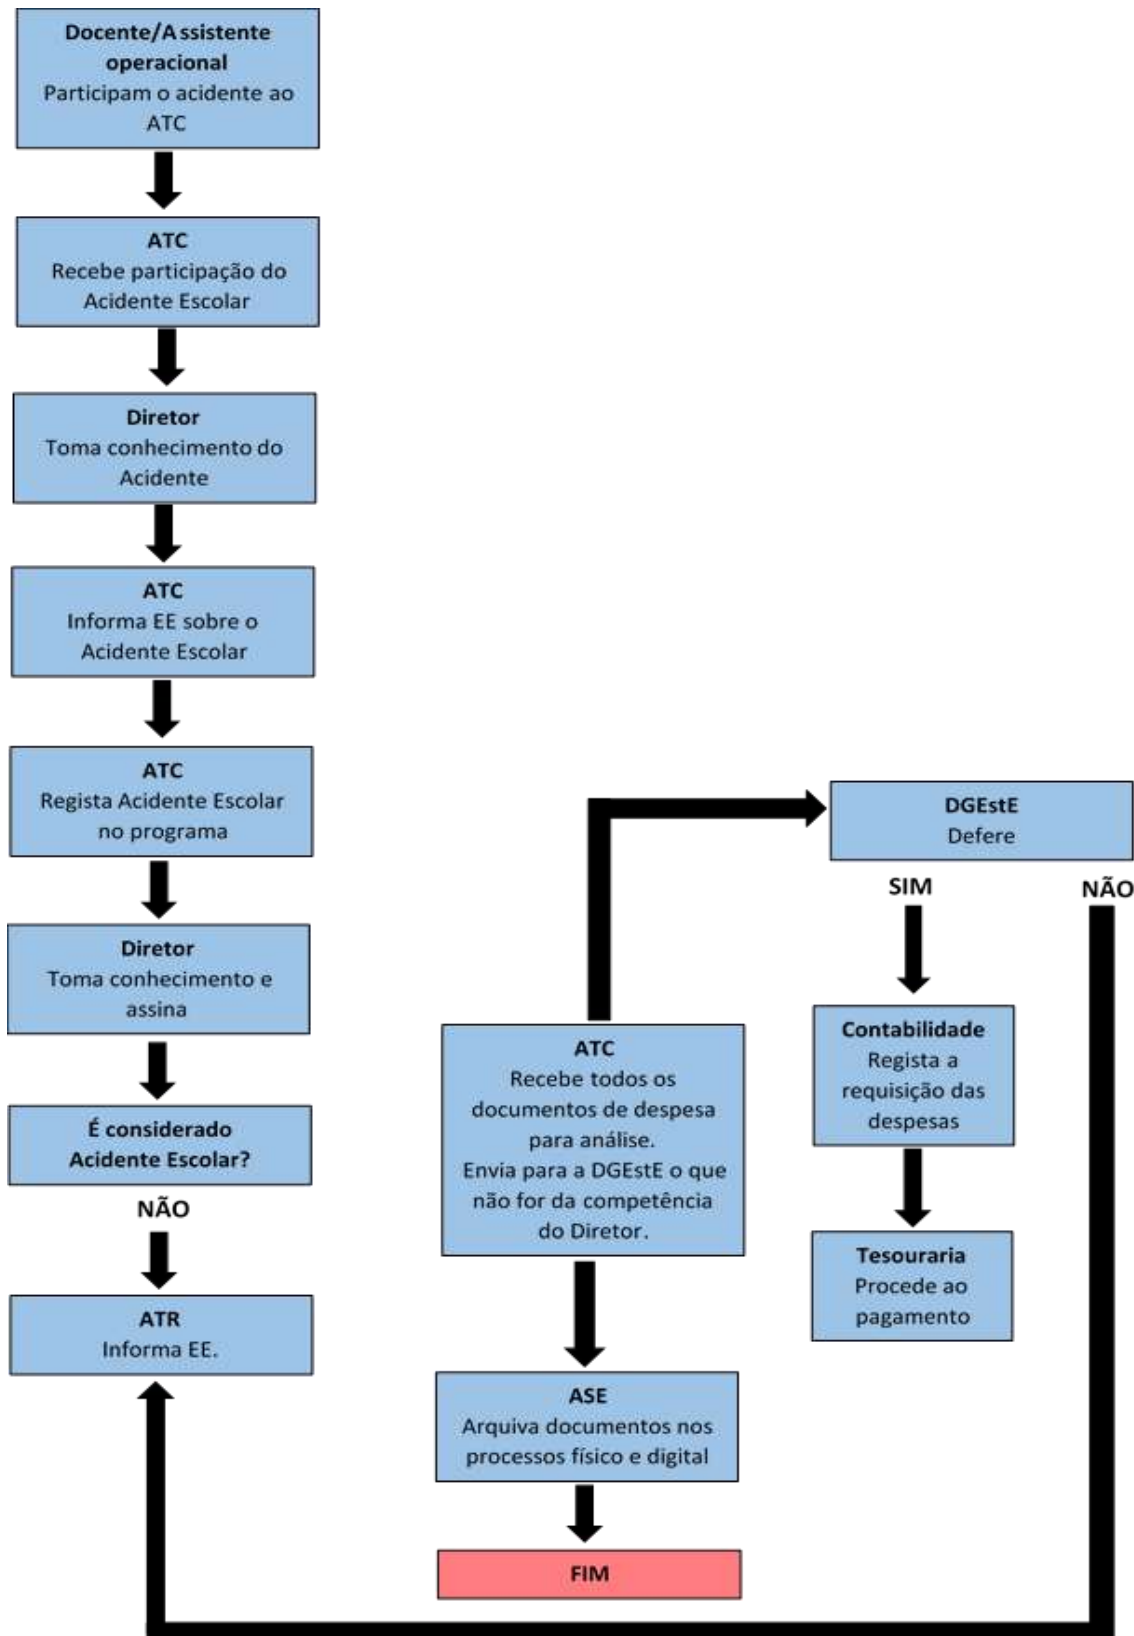 Docente/Assistente
operacional
Participam o acidente ao
ATC
ATC
Recebe participação do
Acidente Escolar
Diretor
Toma conhecimento do
Acidente
ATC
Informa EE sobre o
Acidente Escolar
ATC
Regista Acidente Escolar
no programa
Diretor
Toma conhecimento e
assina
É considerado
Acidente Escolar?
NÃO
ATR
Informa EE.
ATC
Recebe todos os
documentos de despesa
para análise.
Envia para a DGEstE o que
não for da competência
do Diretor.
ASE
Arquiva documentos nos
processos físico e digital
FIM
DGEstE
Defere
SIM
NÃO
Contabilidade
Regista a
requisição das
despesas
Tesouraria
Procede ao
pagamento